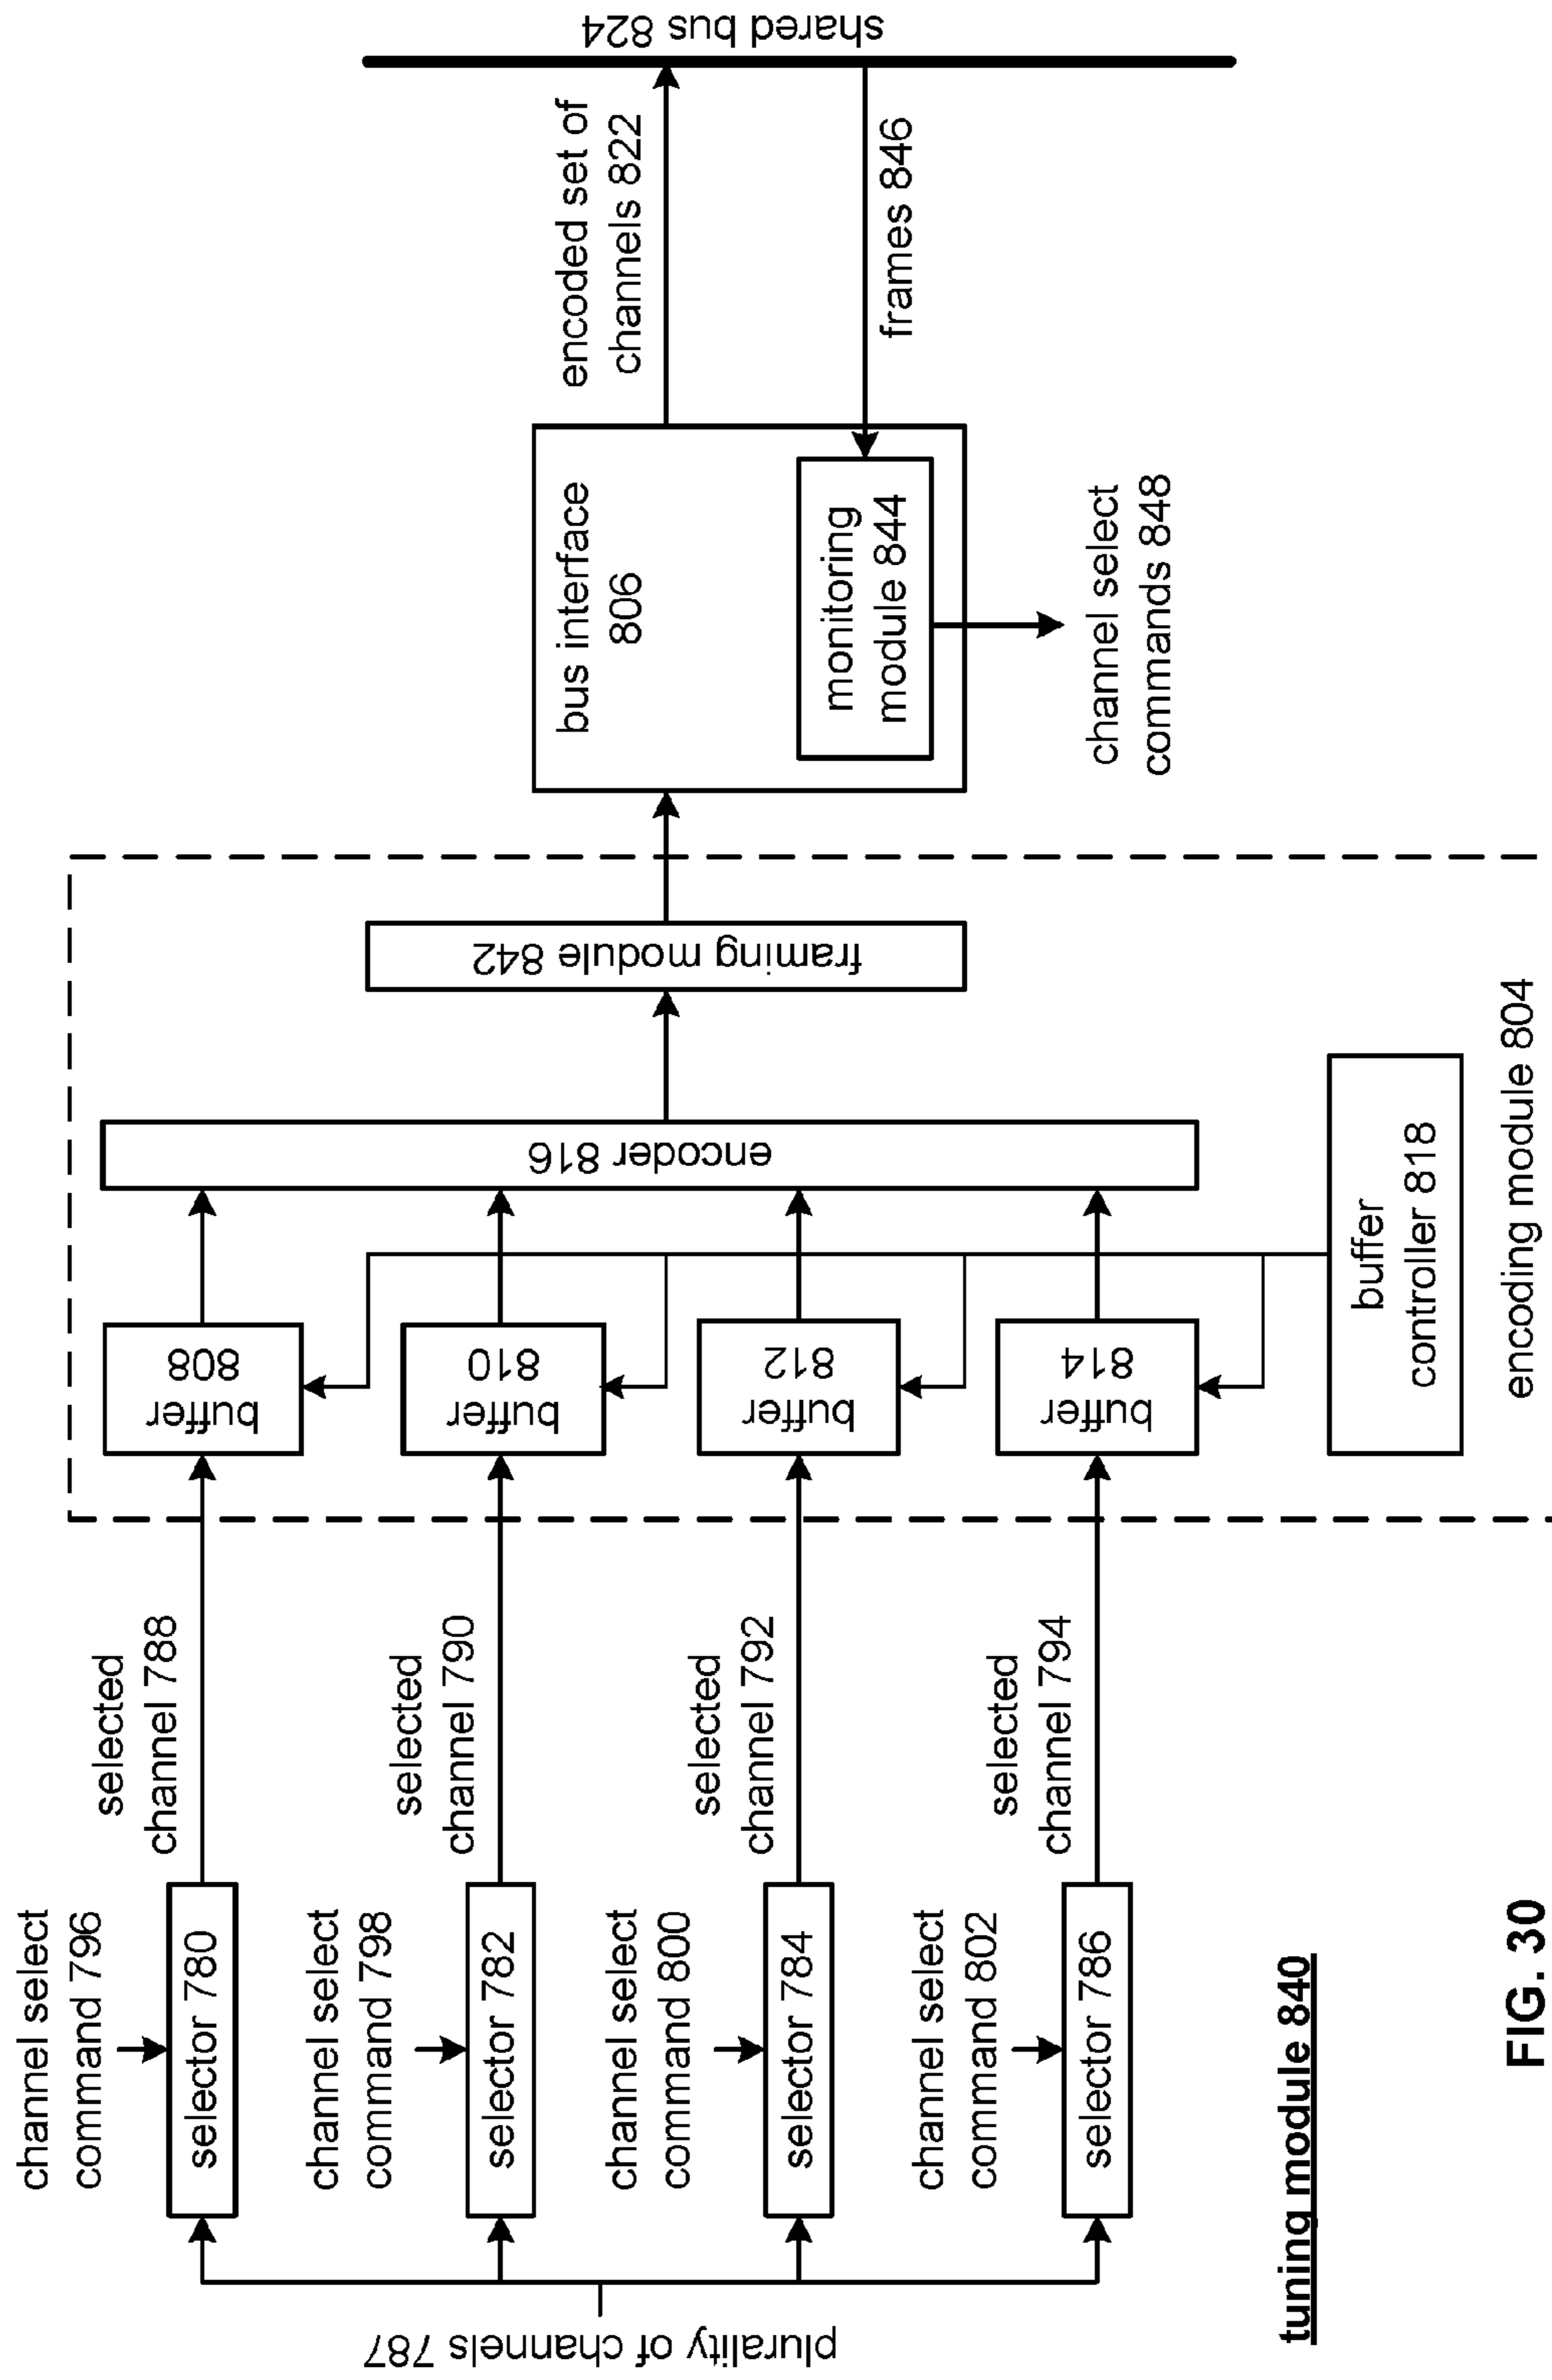 plurality of channels 787
channel select
command 796
selector 780
selected
channel 788
buffer
808
channel select
command 798
selector 782
selected
channel 790
buffer
810
channel select
command 800
selector 784
selected
channel 792
buffer
812
channel select
command 802
selector 786
selected
channel 794
buffer
814
encoder 816
buffer
controller 818
framing module 842
encoding module 804
bus interface
806
monitoring
module 844
channel select
commands 848
encoded set of
channels 822
frames 846
shared bus 824
tuning module 840
FIG. 30